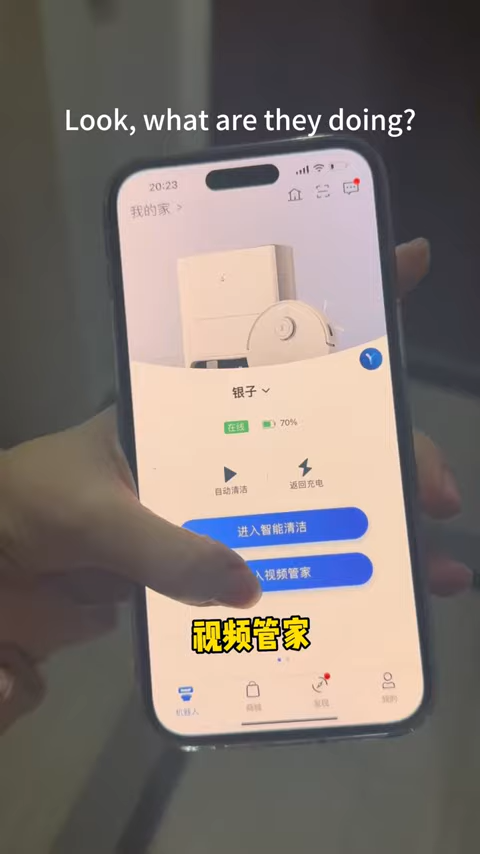 Look, what are they doing?
20:23
我的家 >
银子
在线
70%
自动清洁
返回充电
进入智能清洁
入视频管家
视频管家
机器人
商城
发现
我的